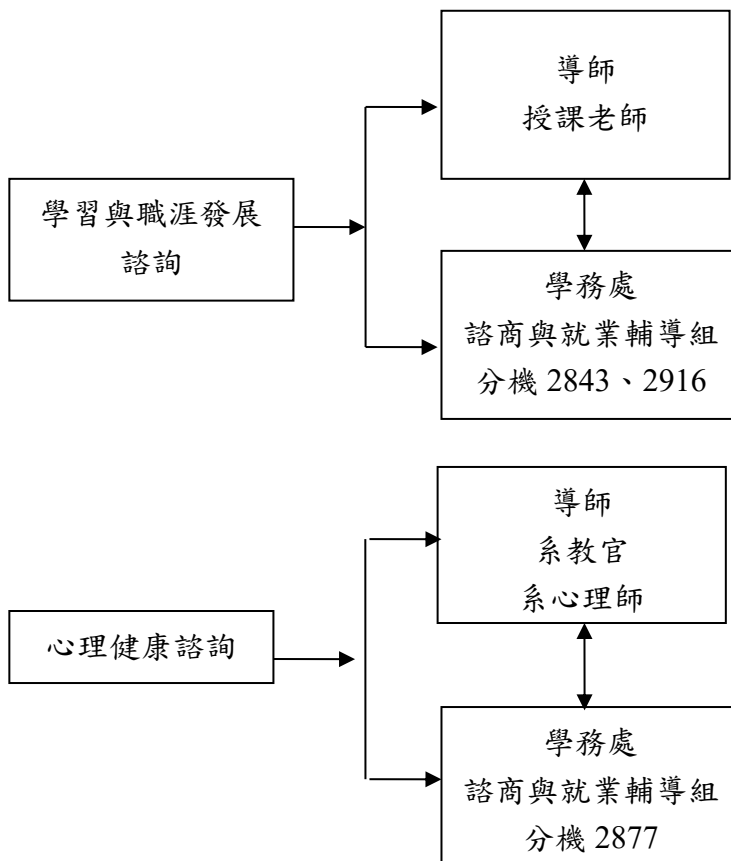 學習與職涯發展
諮詢
導師
授課老師
學務處
諮商與就業輔導組
分機 2843、2916
心理健康諮詢
導師
系教官
系心理師
學務處
諮商與就業輔導組
分機 2877